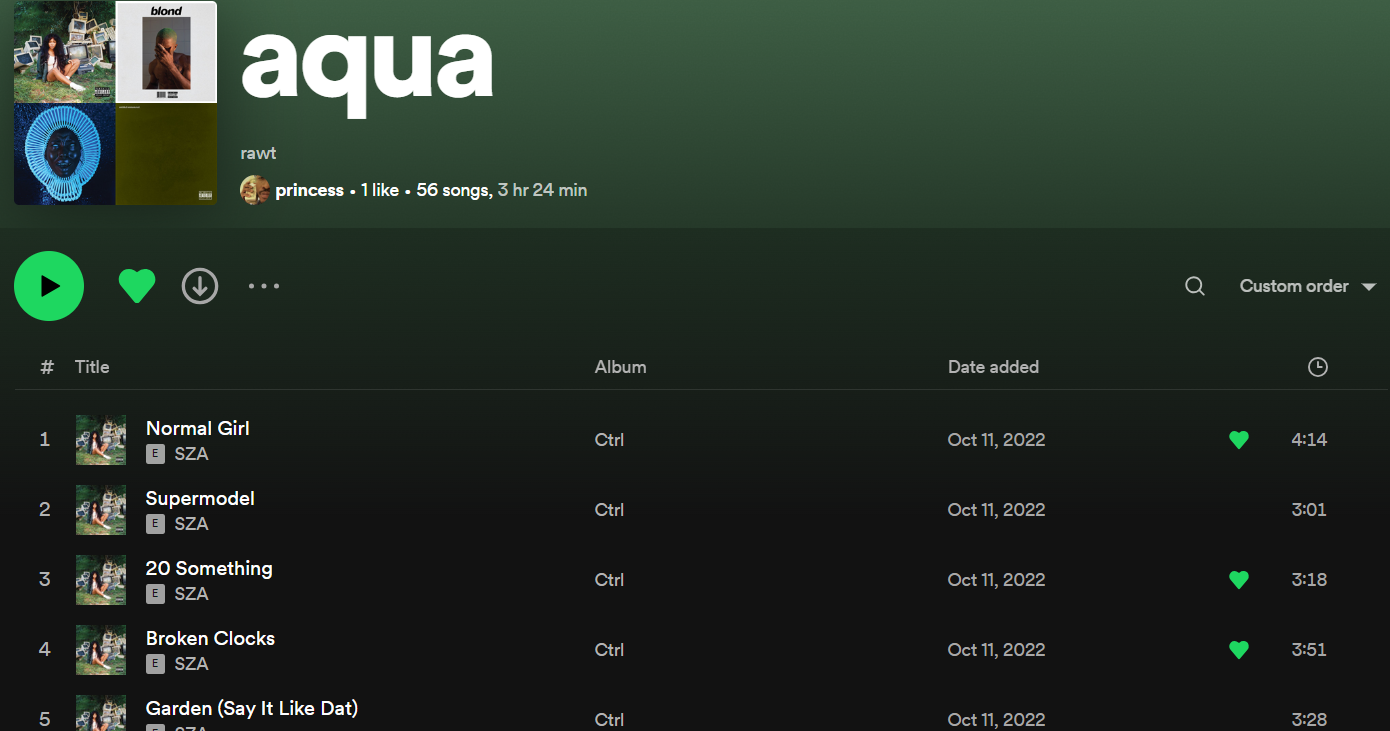 blond
aqua
rawt
princess • 1 like • 56 songs, 3 hr 24 min
Custom order
# Title Album Date added
1 Normal Girl Ctrl Oct 11, 2022 4:14
E SZA
2 Supermodel Ctrl Oct 11, 2022 3:01
E SZA
3 20 Something Ctrl Oct 11, 2022 3:18
E SZA
4 Broken Clocks Ctrl Oct 11, 2022 3:51
E SZA
5 Garden (Say It Like Dat) Ctrl Oct 11, 2022 3:28
E SZA